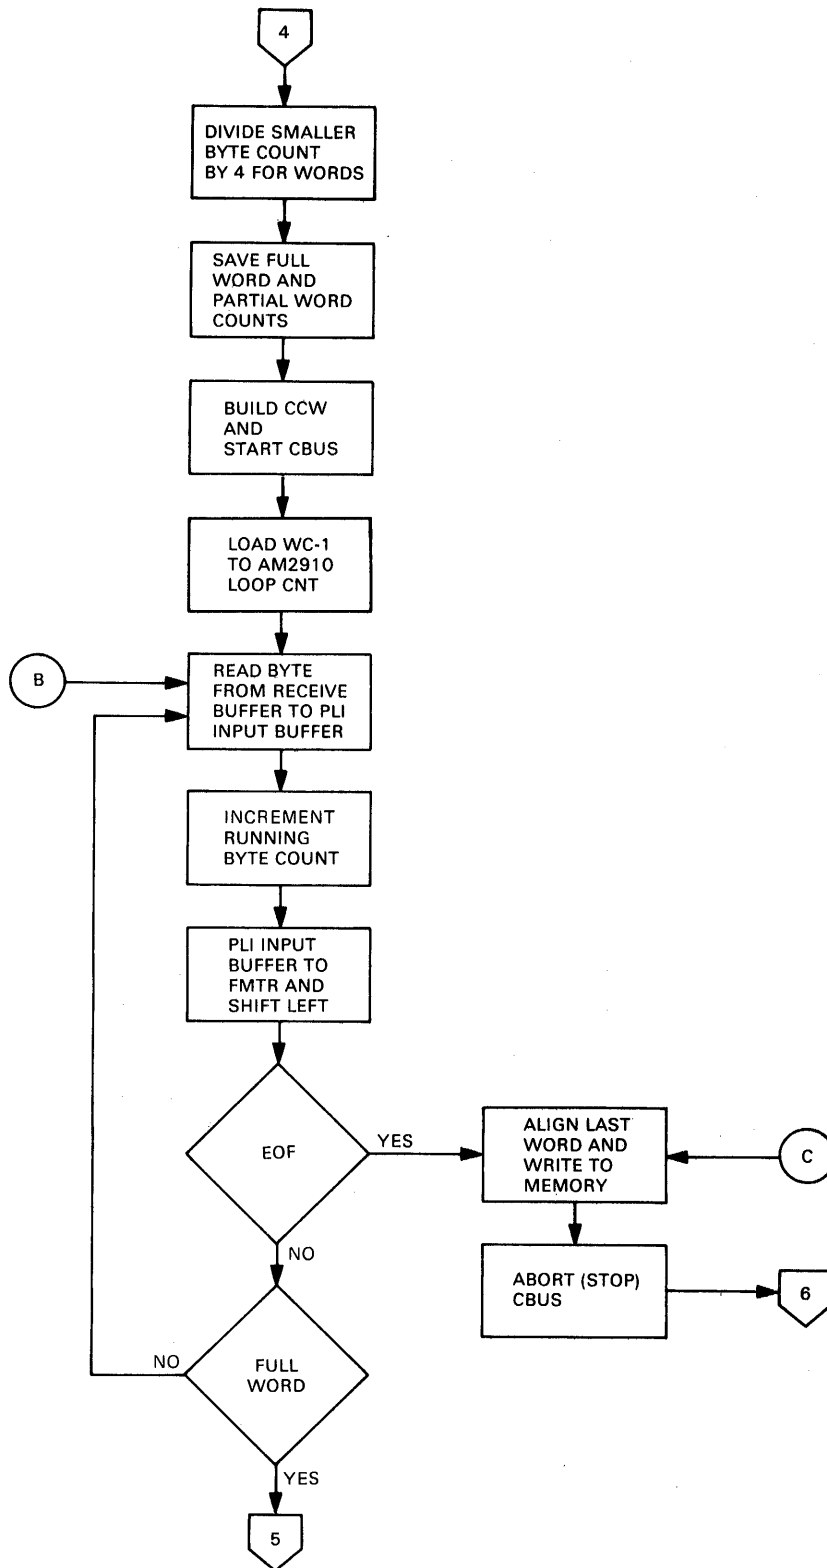 4
DIVIDE SMALLER
BYTE COUNT
BY 4 FOR WORDS
SAVE FULL
WORD AND
PARTIAL WORD
COUNTS
BUILD CCW
AND
START CBUS
LOAD WC-1
TO AM2910
LOOP CNT
B
READ BYTE
FROM RECEIVE
BUFFER TO PLI
INPUT BUFFER
INCREMENT
RUNNING
BYTE COUNT
PLI INPUT
BUFFER TO
FMTR AND
SHIFT LEFT
EOF
YES
ALIGN LAST
WORD AND
WRITE TO
MEMORY
C
NO
ABORT (STOP)
CBUS
6
NO
FULL
WORD
YES
5